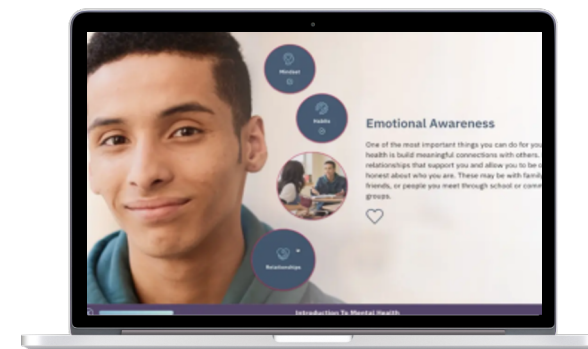 Mindset
Habits
Relationships
Emotional Awareness
One of the most important things you can do for you
health is build meaningful connections with others.
relationships that support you and allow you to be o
honest about who you are. These may be with family
friends, or people you meet through school or comm
groups.
Introduction To Mental Health